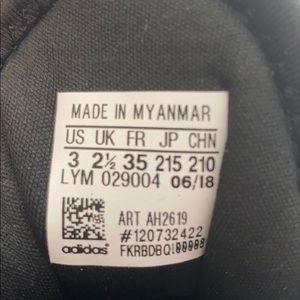 MADE IN MYANMAR
US UK FR JP CHN
3 2½ 35 215 210
LYM 029004 06/18
ART AH2619
#120732422
adidas